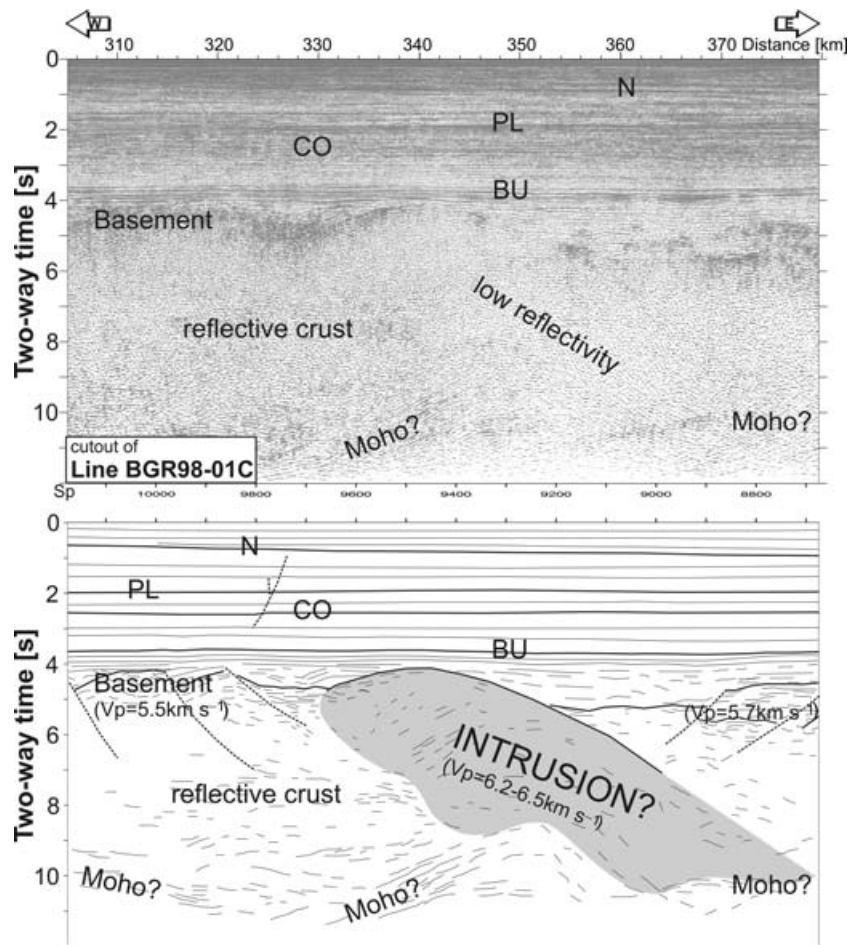 W E
310 320 330 340 350 360 370 Distance [km]
0
N
PL
2
CO
BU
4
Basement
6
low reflectivity
reflective crust
8
10
Moho?
Moho?
Two-way time [s]
cutout of
Line BGR98-01C
Sp 10000 9800 9600 9400 9200 9000 8800
0
N
PL
2
CO
BU
4
Basement
(Vp=5.5km s⁻¹)
(Vp=5.7km s⁻¹)
6
INTRUSION?
(Vp=6.2-6.5km s⁻¹)
reflective crust
8
10
Moho?
Moho?
Moho?
Two-way time [s]